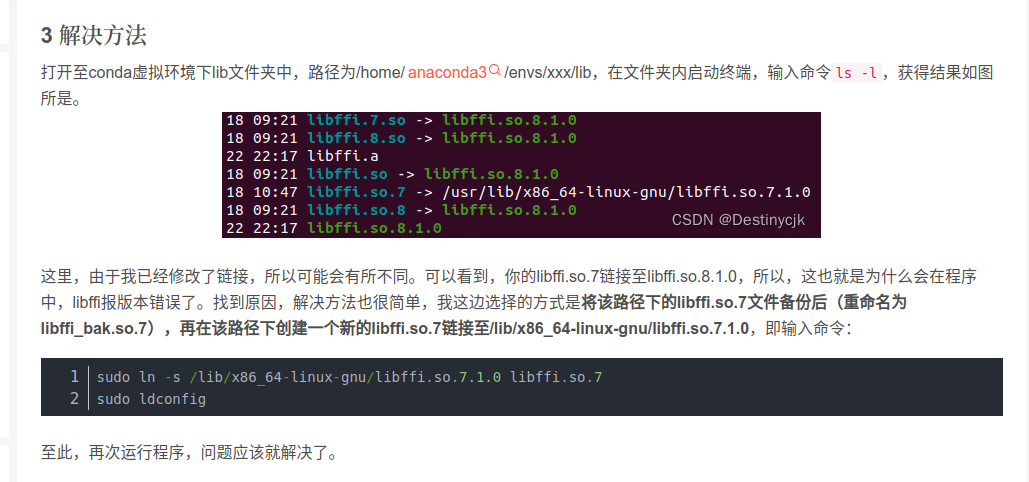 3 解决方法
打开至conda虚拟环境下lib文件夹中，路径为/home/ anaconda3 /envs/xxx/lib，在文件夹内启动终端，输入命令 ls -l ，获得结果如图
所是。
18 09:21 libffi.7.so -> libffi.so.8.1.0
18 09:21 libffi.8.so -> libffi.so.8.1.0
22 22:17 libffi.a
18 09:21 libffi.so -> libffi.so.8.1.0
18 10:47 libffi.so.7 -> /usr/lib/x86_64-linux-gnu/libffi.so.7.1.0
18 09:21 libffi.so.8 -> libffi.so.8.1.0
22 22:17 libffi.so.8.1.0
CSDN @Destinycjk
这里，由于我已经修改了链接，所以可能会有所不同。可以看到，你的libffi.so.7链接至libffi.so.8.1.0，所以，这也就是为什么会在程序
中，libffi报版本错误了。找到原因，解决方法也很简单，我这边选择的方式是将该路径下的libffi.so.7文件备份后（重命名为
libffi_bak.so.7），再在该路径下创建一个新的libffi.so.7链接至/lib/x86_64-linux-gnu/libffi.so.7.1.0，即输入命令：
1 sudo ln -s /lib/x86_64-linux-gnu/libffi.so.7.1.0 libffi.so.7
2 sudo ldconfig
至此，再次运行程序，问题应该就解决了。